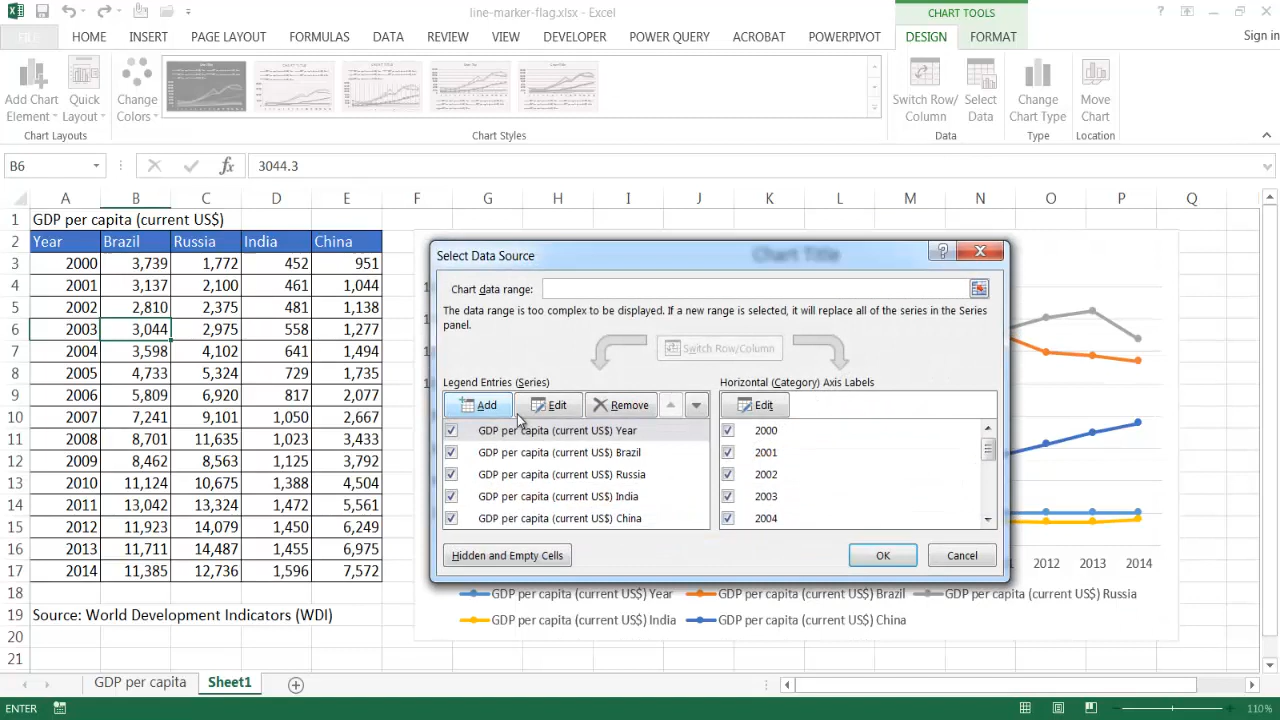 line-marker-flag.xlsx - Excel
CHART TOOLS
FILE HOME INSERT PAGE LAYOUT FORMULAS DATA REVIEW VIEW DEVELOPER POWER QUERY ACROBAT POWERPIVOT DESIGN FORMAT Sign in
Add Chart Element
Quick Layout
Change Colors
Switch Row/ Column
Select Data
Change Chart Type
Move Chart
Chart Layouts Chart Styles Data Type Location
B6 fx 3044.3
A B C D E F G H I J K L M N O P Q
1 GDP per capita (current US$)
2 Year Brazil Russia India China
3 2000 3,739 1,772 452 951
4 2001 3,137 2,100 461 1,044
5 2002 2,810 2,375 481 1,138
6 2003 3,044 2,975 558 1,277
7 2004 3,598 4,102 641 1,494
8 2005 4,733 5,324 729 1,735
9 2006 5,809 6,920 817 2,077
10 2007 7,241 9,101 1,050 2,667
11 2008 8,701 11,635 1,023 3,433
12 2009 8,462 8,563 1,125 3,792
13 2010 11,124 10,675 1,388 4,504
14 2011 13,042 13,324 1,472 5,561
15 2012 11,923 14,079 1,450 6,249
16 2013 11,711 14,487 1,455 6,975
17 2014 11,385 12,736 1,596 7,572
18
19 Source: World Development Indicators (WDI)
20
21
Select Data Source
Chart Title
Chart data range:
The data range is too complex to be displayed. If a new range is selected, it will replace all of the series in the Series
panel.
Switch Row/Column
Legend Entries (Series)
Add Edit Remove
GDP per capita (current US$) Year
GDP per capita (current US$) Brazil
GDP per capita (current US$) Russia
GDP per capita (current US$) India
GDP per capita (current US$) China
Horizontal (Category) Axis Labels
Edit
2000
2001
2002
2003
2004
Hidden and Empty Cells OK Cancel
2012 2013 2014
GDP per capita (current US$) Year GDP per capita (current US$) Brazil GDP per capita (current US$) Russia
GDP per capita (current US$) India GDP per capita (current US$) China
GDP per capita Sheet1
ENTER 110%